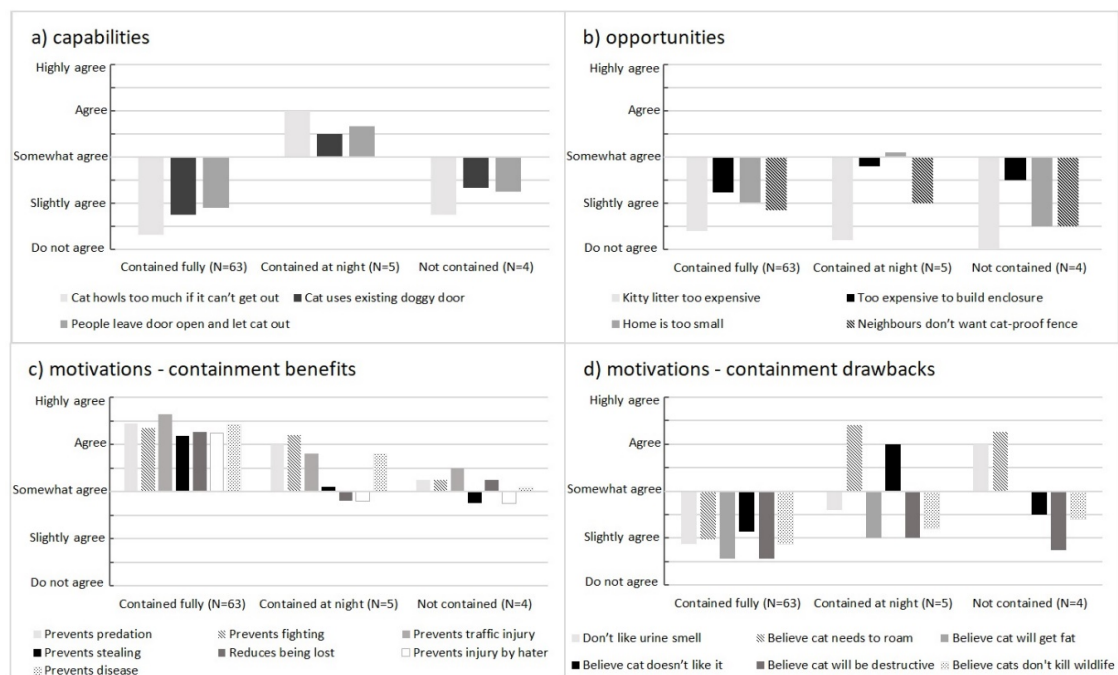 a) capabilities
Highly agree
Agree
Somewhat agree
Slightly agree
Do not agree
Contained fully (N=63) Contained at night (N=5) Not contained (N=4)
Cat howls too much if it can't get out Cat uses existing doggy door
People leave door open and let cat out
b) opportunities
Highly agree
Agree
Somewhat agree
Slightly agree
Do not agree
Contained fully (N=63) Contained at night (N=5) Not contained (N=4)
Kitty litter too expensive Too expensive to build enclosure
Home is too small Neighbours don't want cat-proof fence
c) motivations - containment benefits
Highly agree
Agree
Somewhat agree
Slightly agree
Do not agree
Contained fully (N=63) Contained at night (N=5) Not contained (N=4)
Prevents predation Prevents fighting Prevents traffic injury
Prevents stealing Reduces being lost Prevents injury by hater
Prevents disease
d) motivations - containment drawbacks
Highly agree
Agree
Somewhat agree
Slightly agree
Do not agree
Contained fully (N=63) Contained at night (N=5) Not contained (N=4)
Don't like urine smell Believe cat needs to roam Believe cat will get fat
Believe cat doesn't like it Believe cat will be destructive Believe cats don't kill wildlife